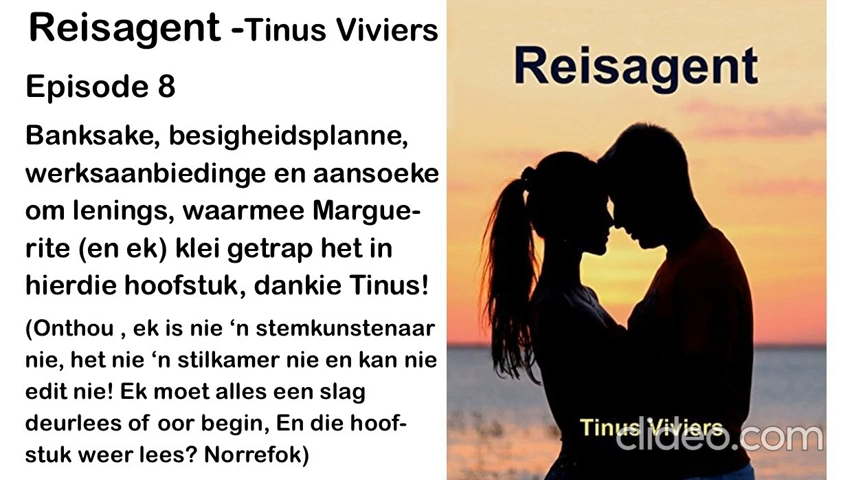 Reisagent -Tinus Viviers
Episode 8
Banksake, besigheidsplanne,
werksaanbiedinge en aansoeke
om lenings, waarmee Margue-
rite (en ek) klei getrap het in
hierdie hoofstuk, dankie Tinus!
(Onthou , ek is nie ‘n stemkunstenaar
nie, het nie ‘n stilkamer nie en kan nie
edit nie! Ek moet alles een slag
deurlees of oor begin, En die hoof-
stuk weer lees? Norrefok)
Reisagent
Tinus Viviers
clideo.com